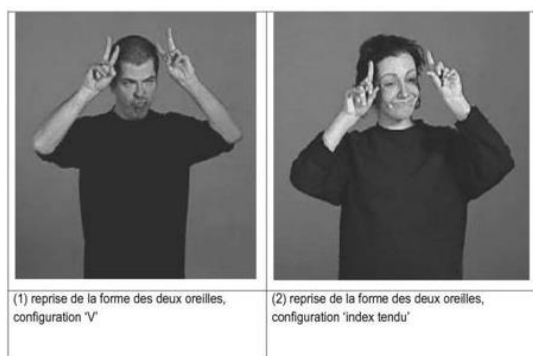 (1) reprise de la forme des deux oreilles,
configuration 'V'
(2) reprise de la forme des deux oreilles,
configuration 'index tendu'